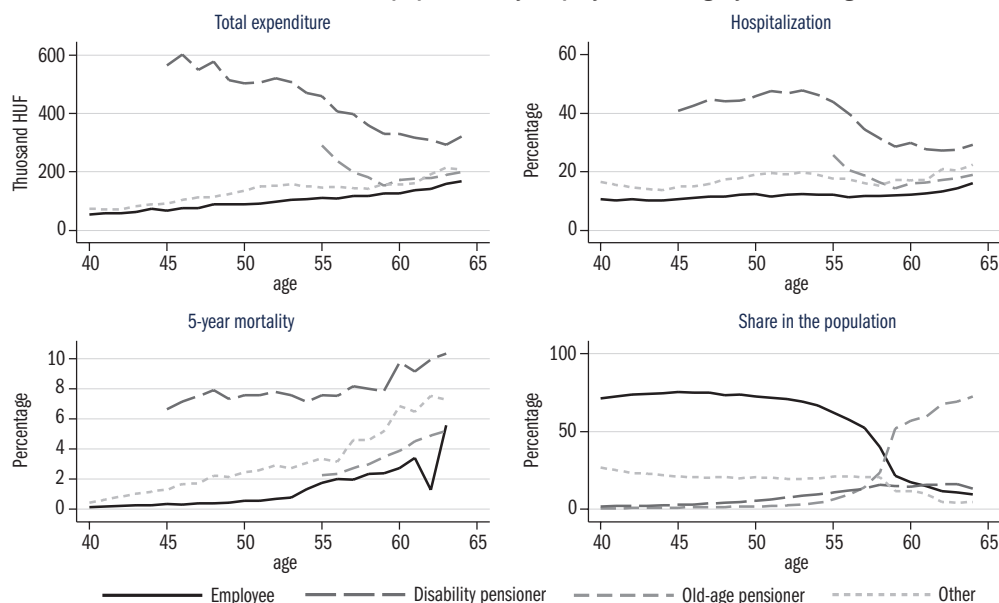 Total expenditure
Hospitalization
Thuosand HUF
600
400
200
0
40 45 50 55 60 65
age
Percentage
60
40
20
0
40 45 50 55 60 65
age
5-year mortality
Share in the population
Percentage
10
8
6
4
2
0
40 45 50 55 60 65
age
Percentage
100
50
0
40 45 50 55 60 65
age
Employee Disability pensioner Old-age pensioner Other